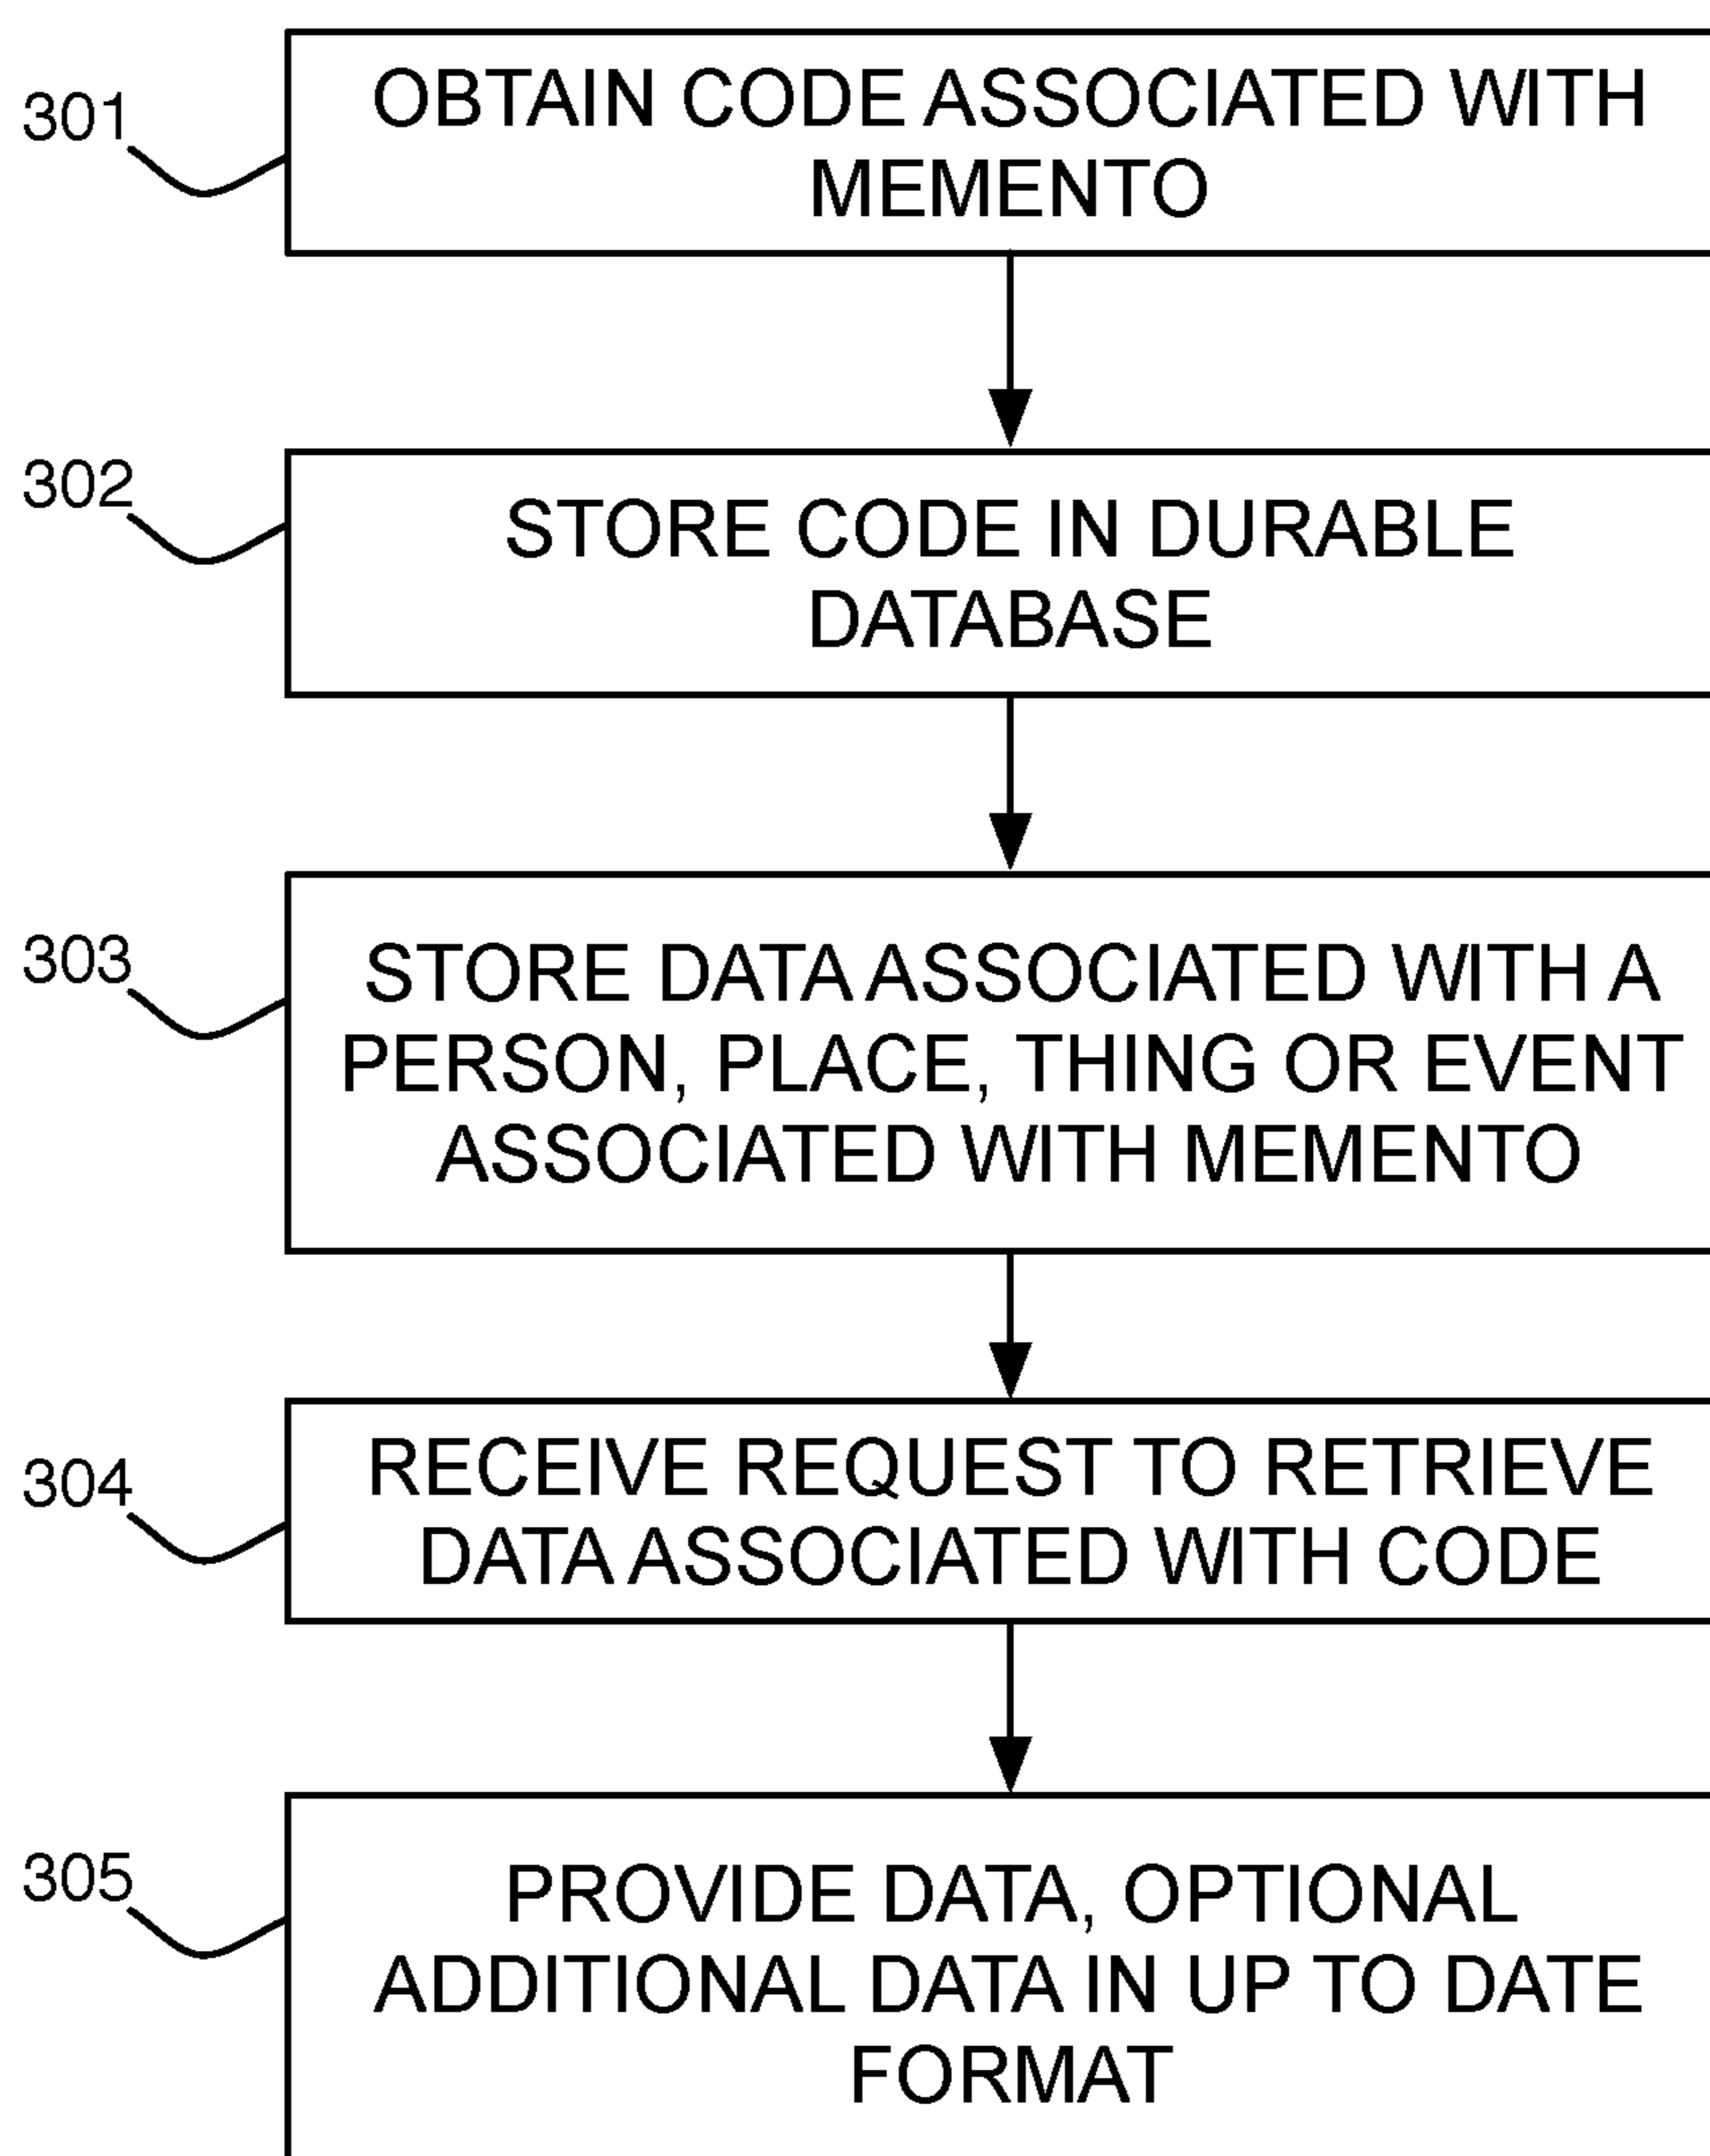 301
OBTAIN CODE ASSOCIATED WITH
MEMENTO
302
STORE CODE IN DURABLE
DATABASE
303
STORE DATA ASSOCIATED WITH A
PERSON, PLACE, THING OR EVENT
ASSOCIATED WITH MEMENTO
304
RECEIVE REQUEST TO RETRIEVE
DATA ASSOCIATED WITH CODE
305
PROVIDE DATA, OPTIONAL
ADDITIONAL DATA IN UP TO DATE
FORMAT